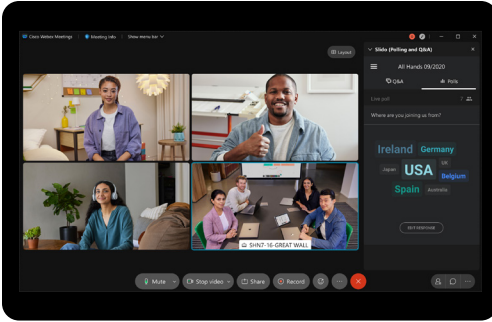 Cisco Webex Meetings
Meeting Info
Show menu bar
Layout
Slido (Polling and Q&A)
All Hands 09/2020
Q&A
Polls
Live poll
Where are you joining us from?
Ireland
Germany
Japan
USA
UK
Belgium
Spain
Australia
EDIT RESPONSE
SHN7-16-GREAT WALL
Mute
Stop video
Share
Record